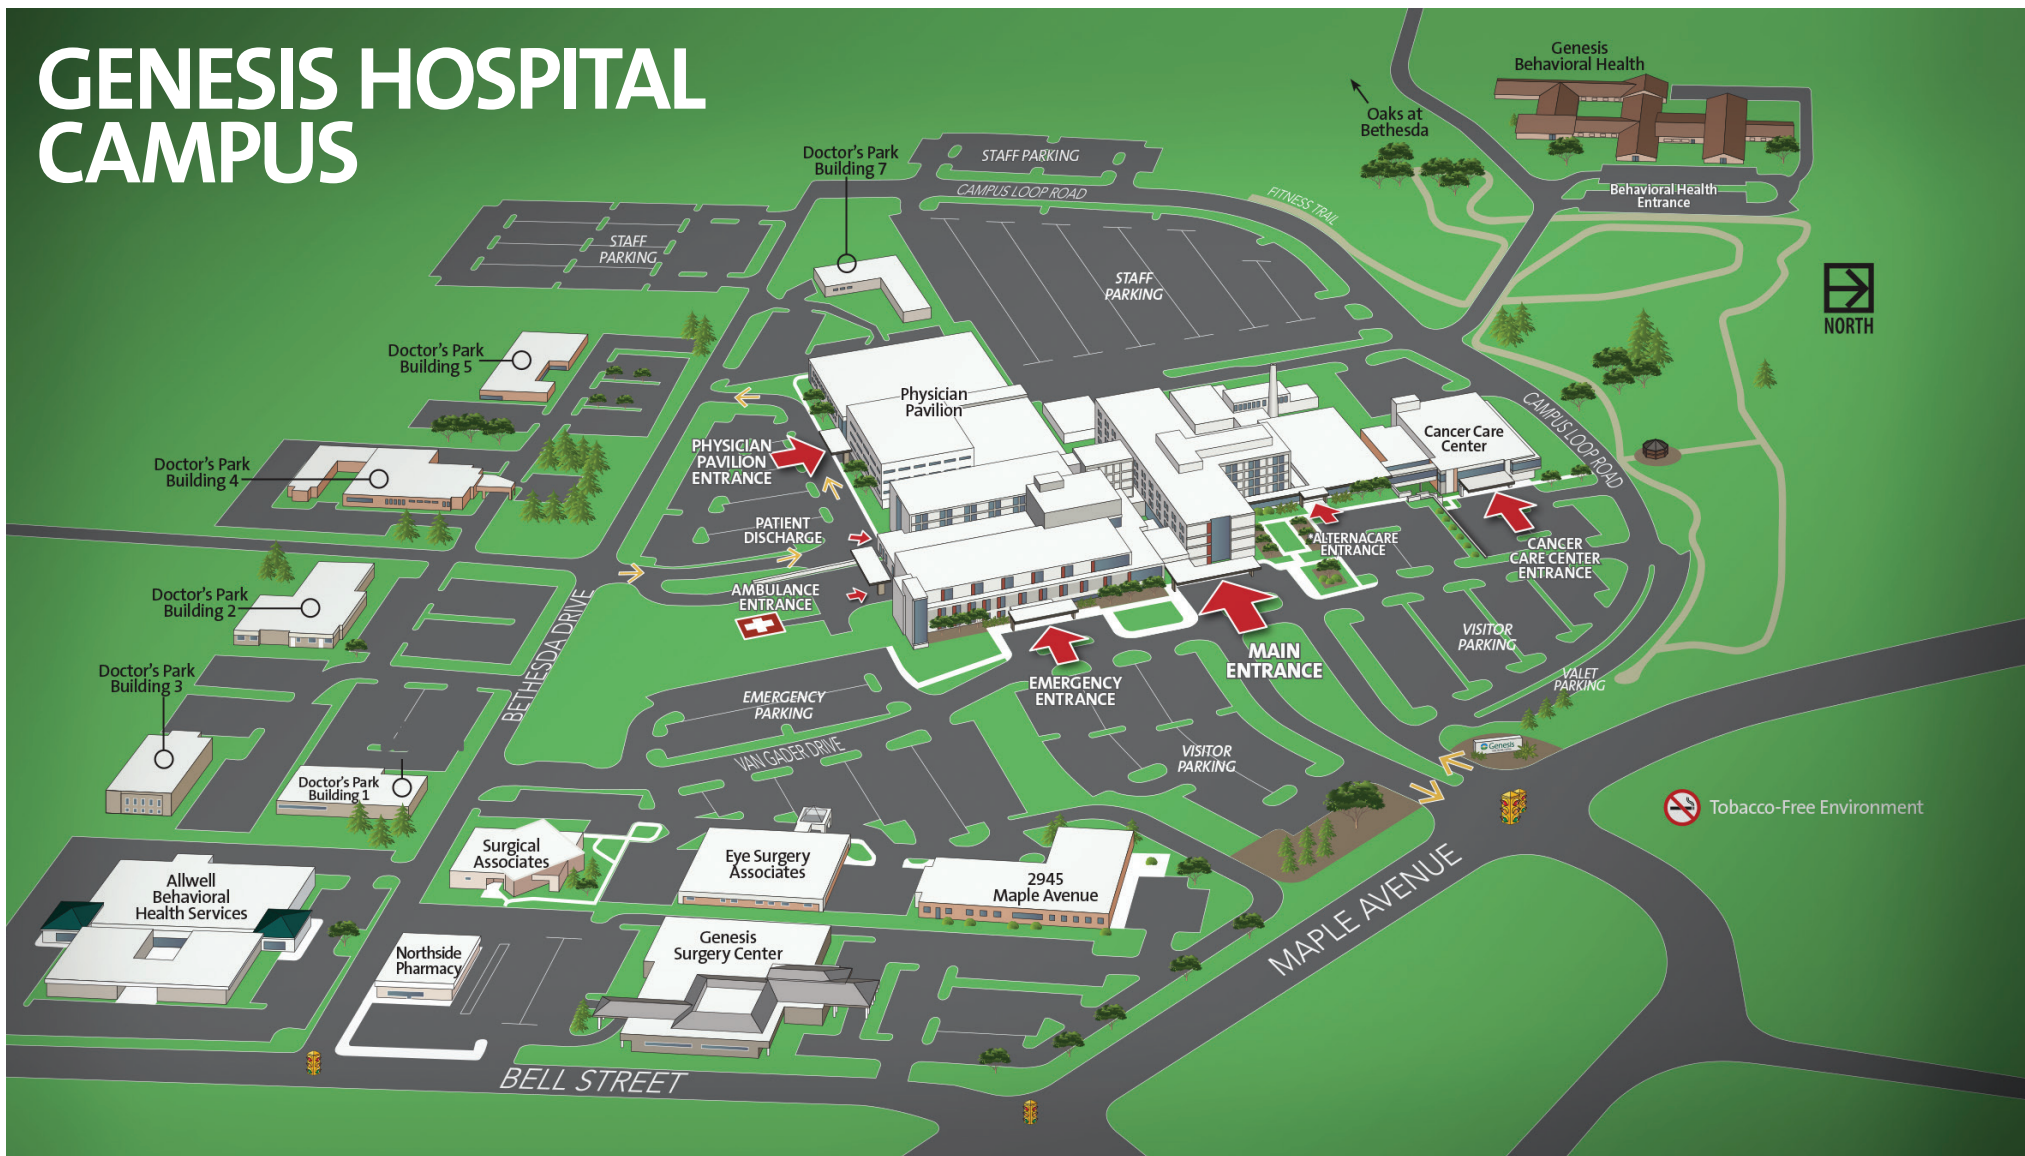 GENESIS HOSPITAL
CAMPUS
Genesis
Behavioral Health
Oaks at
Bethesda
Doctor's Park
Building 7
STAFF PARKING
CAMPUS LOOP ROAD
FITNESS TRAIL
Behavioral Health
Entrance
STAFF
PARKING
STAFF
PARKING
NORTH
Doctor's Park
Building 5
Physician
Pavilion
CAMPUS LOOP ROAD
Cancer Care
Center
PHYSICIAN
PAVILION
ENTRANCE
Doctor's Park
Building 4
PATIENT
DISCHARGE
ALTERNACARE
ENTRANCE
CANCER
CARE CENTER
ENTRANCE
AMBULANCE
ENTRANCE
Doctor's Park
Building 2
BETHESDA DRIVE
VISITOR
PARKING
MAIN
ENTRANCE
Doctor's Park
Building 3
VALET
PARKING
EMERGENCY
ENTRANCE
EMERGENCY
PARKING
VAN GADER DRIVE
VISITOR
PARKING
Genesis
Doctor's Park
Building 1
Tobacco-Free Environment
Surgical
Associates
Eye Surgery
Associates
2945
Maple Avenue
MAPLE AVENUE
Allwell
Behavioral
Health Services
Northside
Pharmacy
Genesis
Surgery Center
BELL STREET